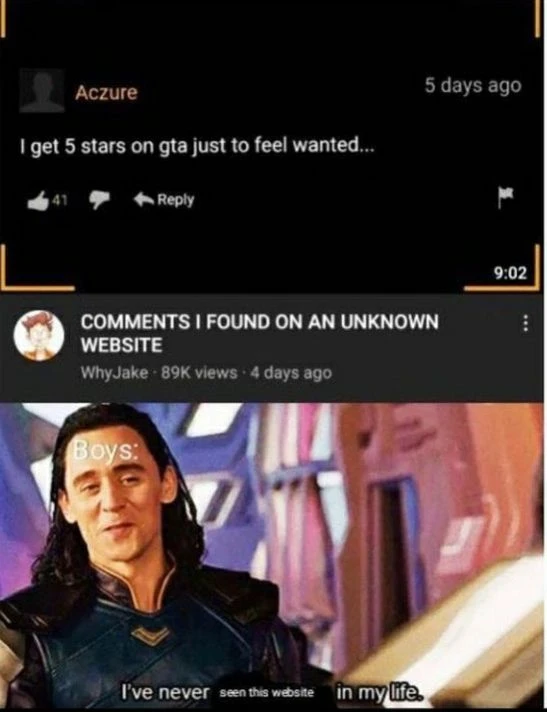 Aczure
5 days ago
I get 5 stars on gta just to feel wanted...
41 Reply
9:02
COMMENTS I FOUND ON AN UNKNOWN
WEBSITE
WhyJake · 89K views · 4 days ago
Boys:
I've never seen this website in my life.